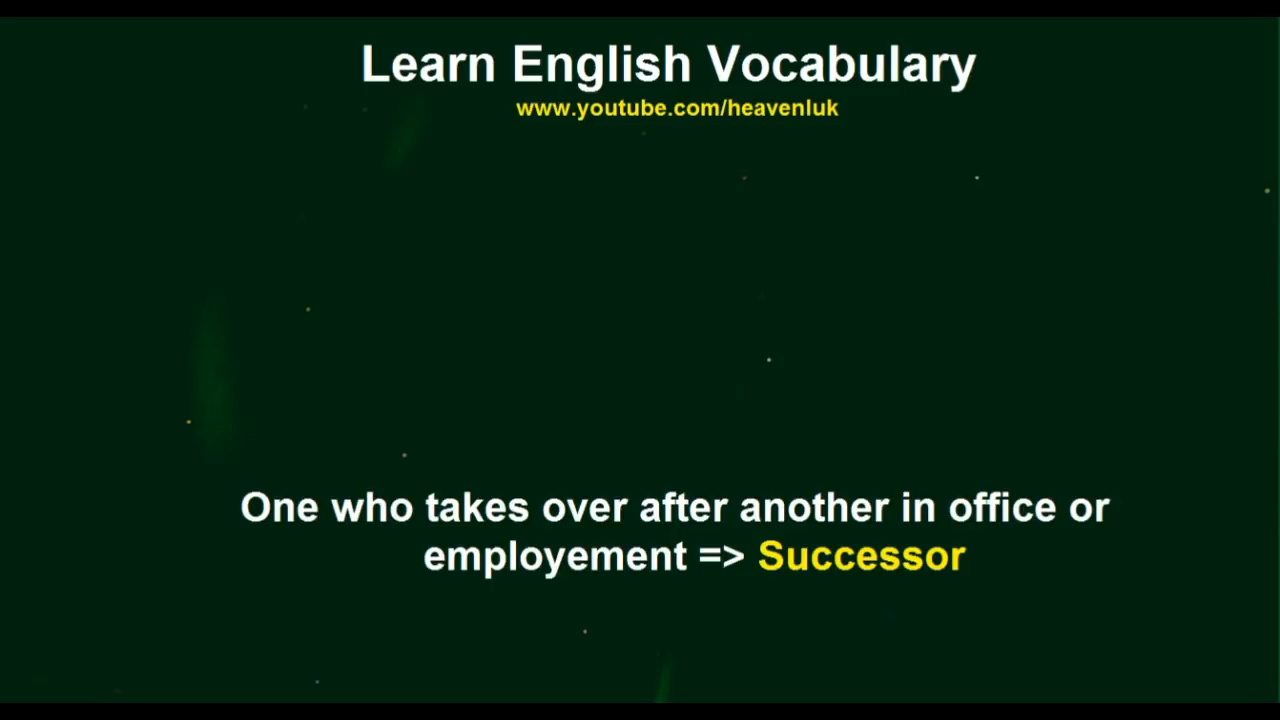 Learn English Vocabulary
www.youtube.com/heavenluk
One who takes over after another in office or
employement => Successor